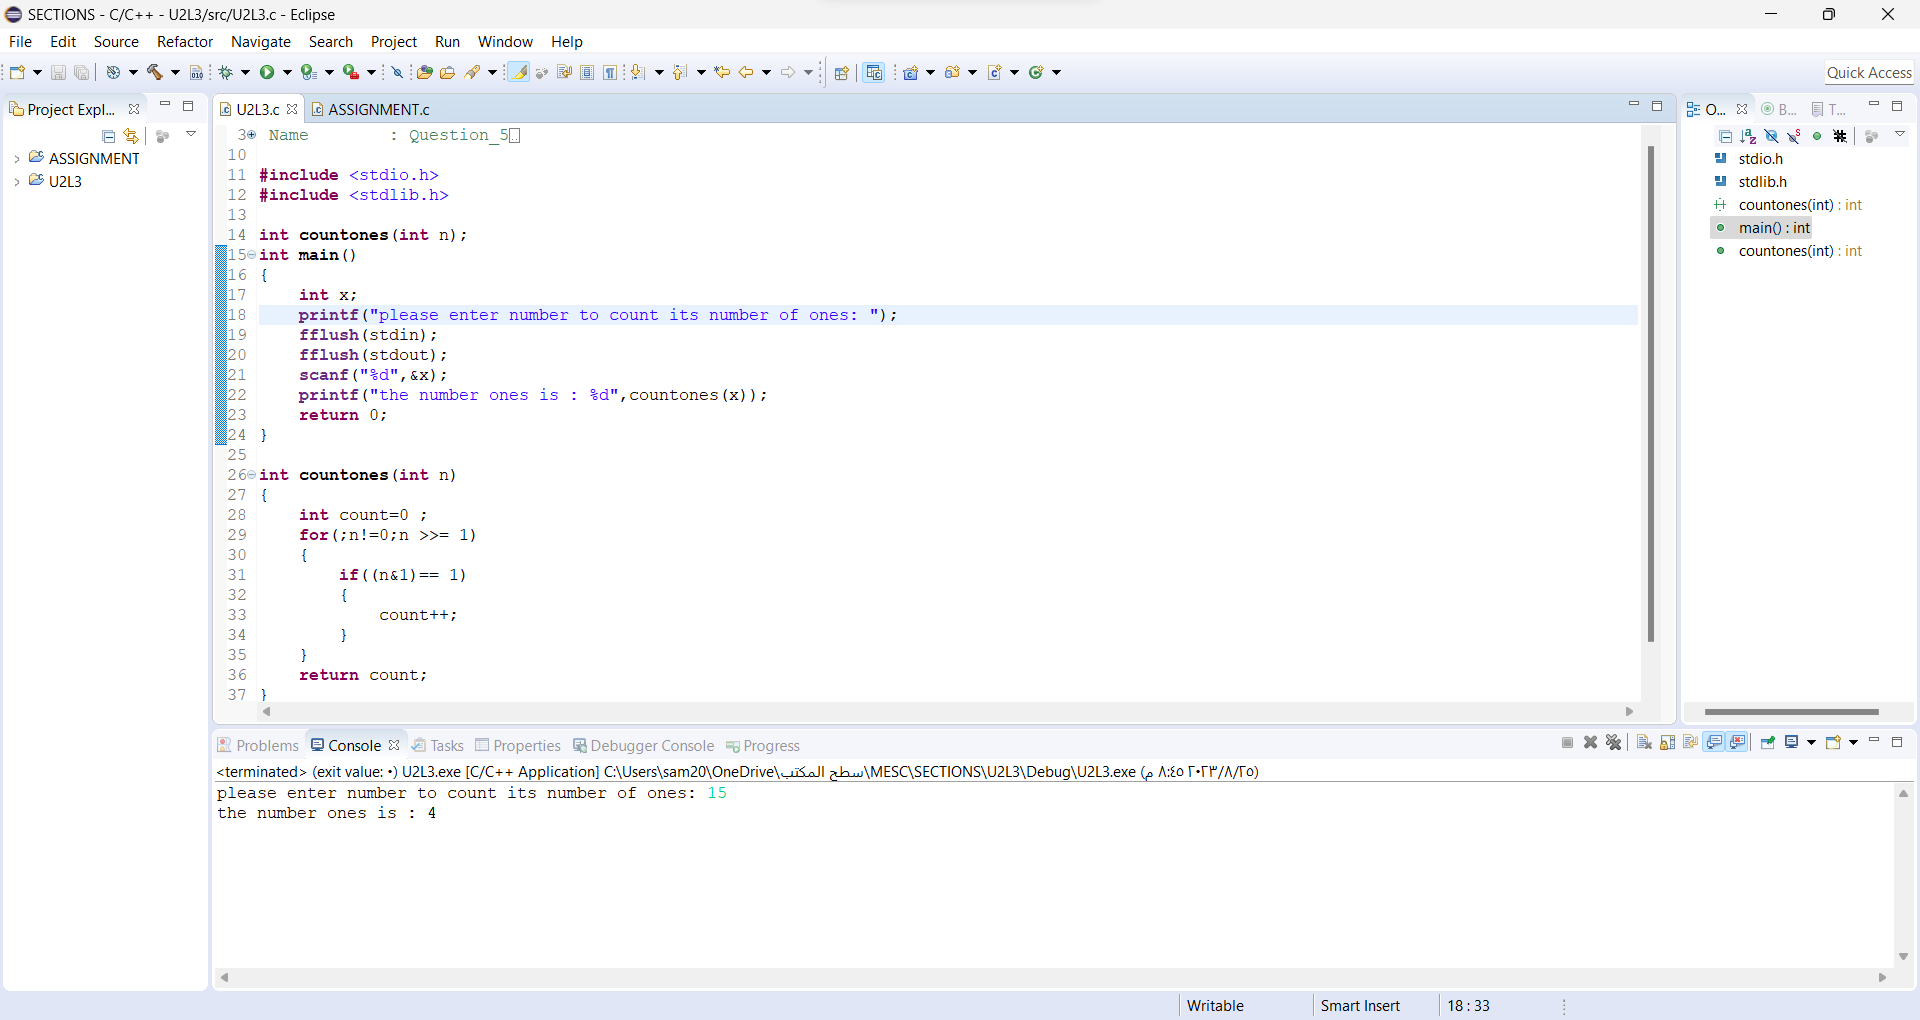 SECTIONS - C/C++ - U2L3/src/U2L3.c - Eclipse
File Edit Source Refactor Navigate Search Project Run Window Help
Quick Access
Project Expl...
ASSIGNMENT
U2L3
U2L3.c ASSIGNMENT.c
3 Name : Question_5
10
11 #include <stdio.h>
12 #include <stdlib.h>
13
14 int countones(int n);
15 int main()
16 {
17 int x;
18 printf("please enter number to count its number of ones: ");
19 fflush(stdin);
20 fflush(stdout);
21 scanf("%d",&x);
22 printf("the number ones is : %d",countones(x));
23 return 0;
24 }
25
26 int countones(int n)
27 {
28 int count=0 ;
29 for(;n!=0;n >>= 1)
30 {
31 if((n&1)== 1)
32 {
33 count++;
34 }
35 }
36 return count;
37 }
O... B... T...
stdio.h
stdlib.h
countones(int) : int
main() : int
countones(int) : int
Problems Console Tasks Properties Debugger Console Progress
<terminated> (exit value: ٠) U2L3.exe [C/C++ Application] C:\Users\sam20\OneDrive\سطح المكتب\MESC\SECTIONS\U2L3\Debug\U2L3.exe (٢٥/٨/٢٠٢٣ ٨:٤٥ م)
please enter number to count its number of ones: 15
the number ones is : 4
Writable Smart Insert 18 : 33